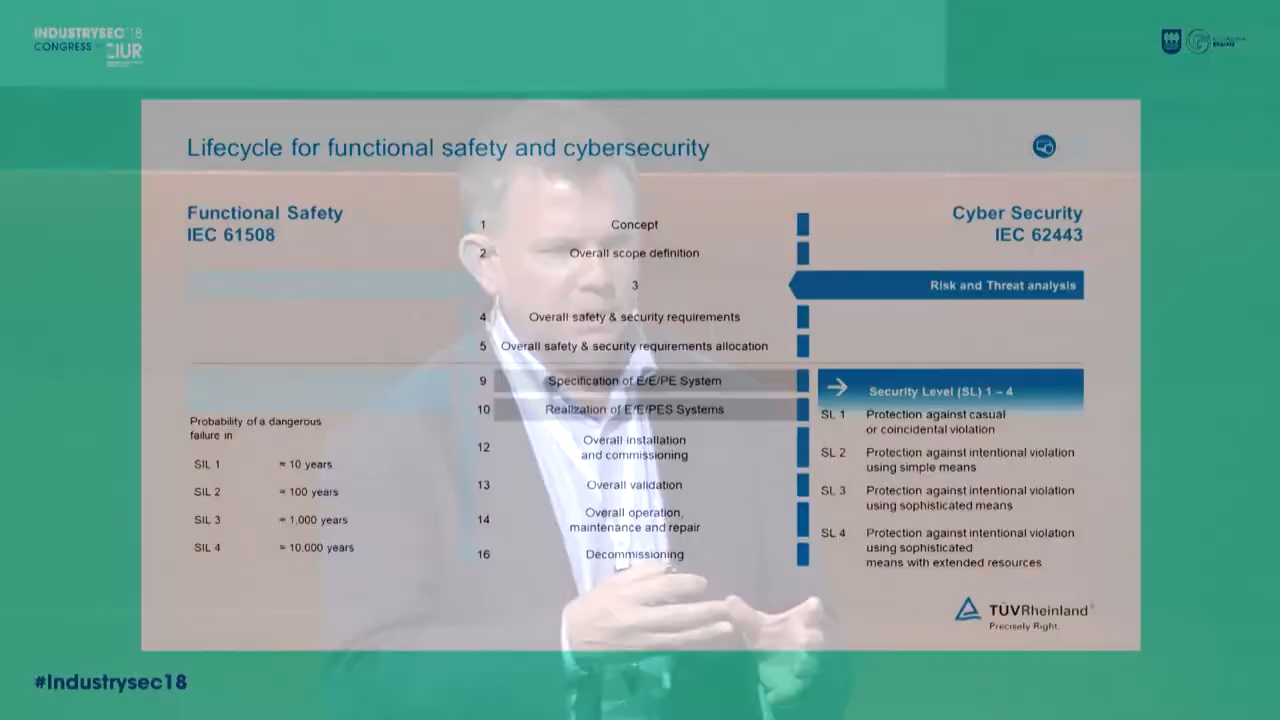 INDUSTRYSEC'18
CONGRESS
Lifecycle for functional safety and cybersecurity
Functional Safety
IEC 61508
Cyber Security
IEC 62443
1 Concept
2 Overall scope definition
3
Risk and Threat analysis
4 Overall safety & security requirements
5 Overall safety & security requirements allocation
9 Specification of E/E/PE System
10 Realization of E/E/PES Systems
12 Overall installation
and commissioning
13 Overall validation
14 Overall operation,
maintenance and repair
16 Decommissioning
Probability of a dangerous
failure in
SIL 1 ≈ 10 years
SIL 2 ≈ 100 years
SIL 3 ≈ 1,000 years
SIL 4 ≈ 10.000 years
Security Level (SL) 1 – 4
SL 1 Protection against casual
or coincidental violation
SL 2 Protection against intentional violation
using simple means
SL 3 Protection against intentional violation
using sophisticated means
SL 4 Protection against intentional violation
using sophisticated
means with extended resources
TÜVRheinland®
Precisely Right.
#Industrysec18